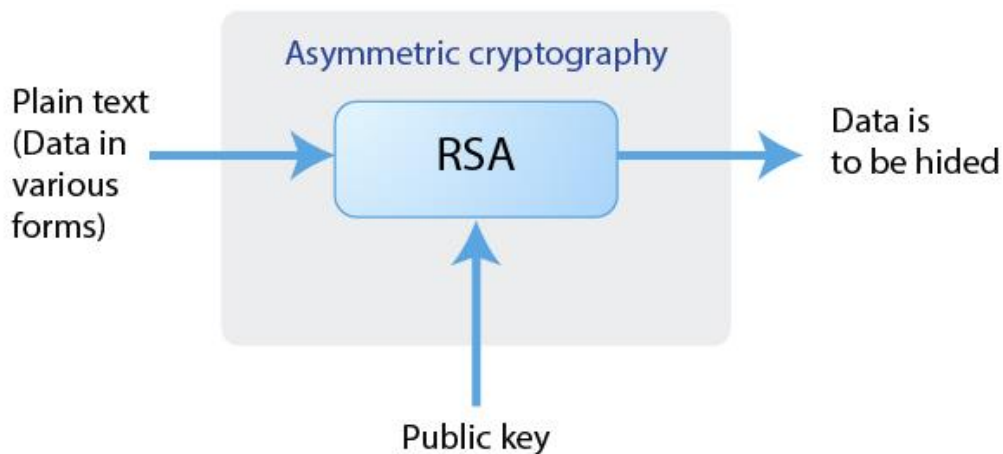 Asymmetric cryptography
Plain text
(Data in
various
forms)
RSA
Data is
to be hided
Public key